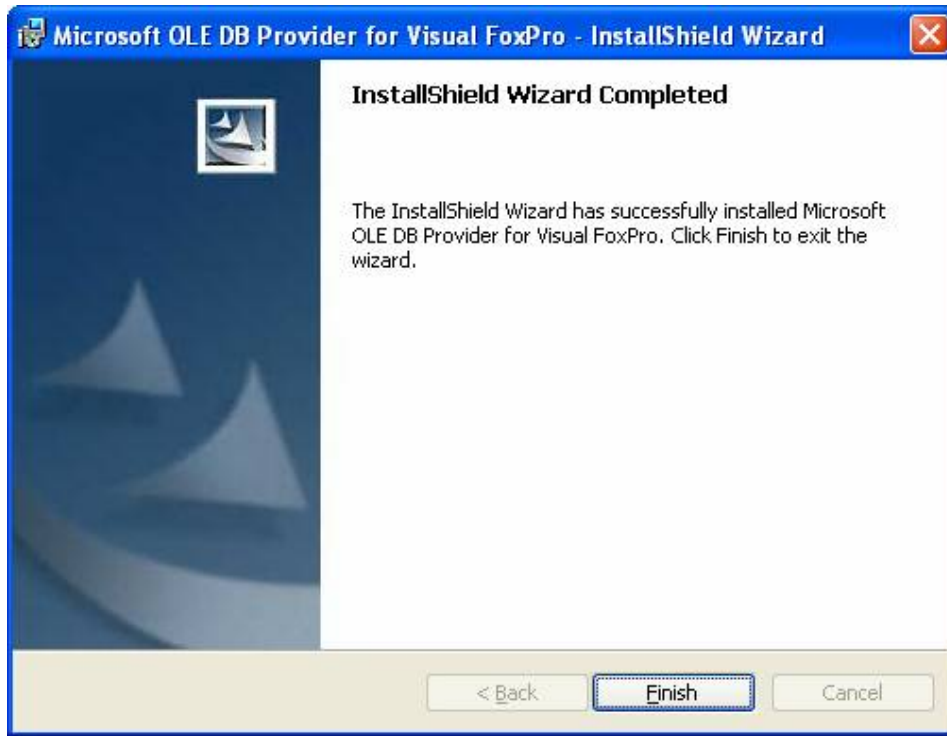 Microsoft OLE DB Provider for Visual FoxPro - InstallShield Wizard
InstallShield Wizard Completed
The InstallShield Wizard has successfully installed Microsoft
OLE DB Provider for Visual FoxPro. Click Finish to exit the
wizard.
< Back Finish Cancel